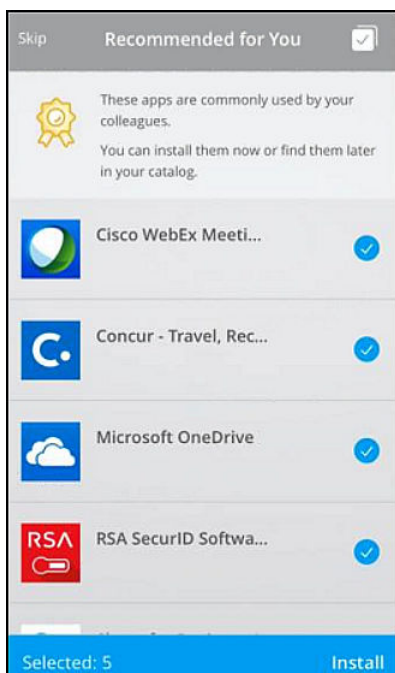 Skip
Recommended for You
These apps are commonly used by your
colleagues.
You can install them now or find them later
in your catalog.
Cisco WebEx Meeti...
C.
Concur - Travel, Rec...
Microsoft OneDrive
RSA
RSA SecurID Softwa...
Selected: 5
Install